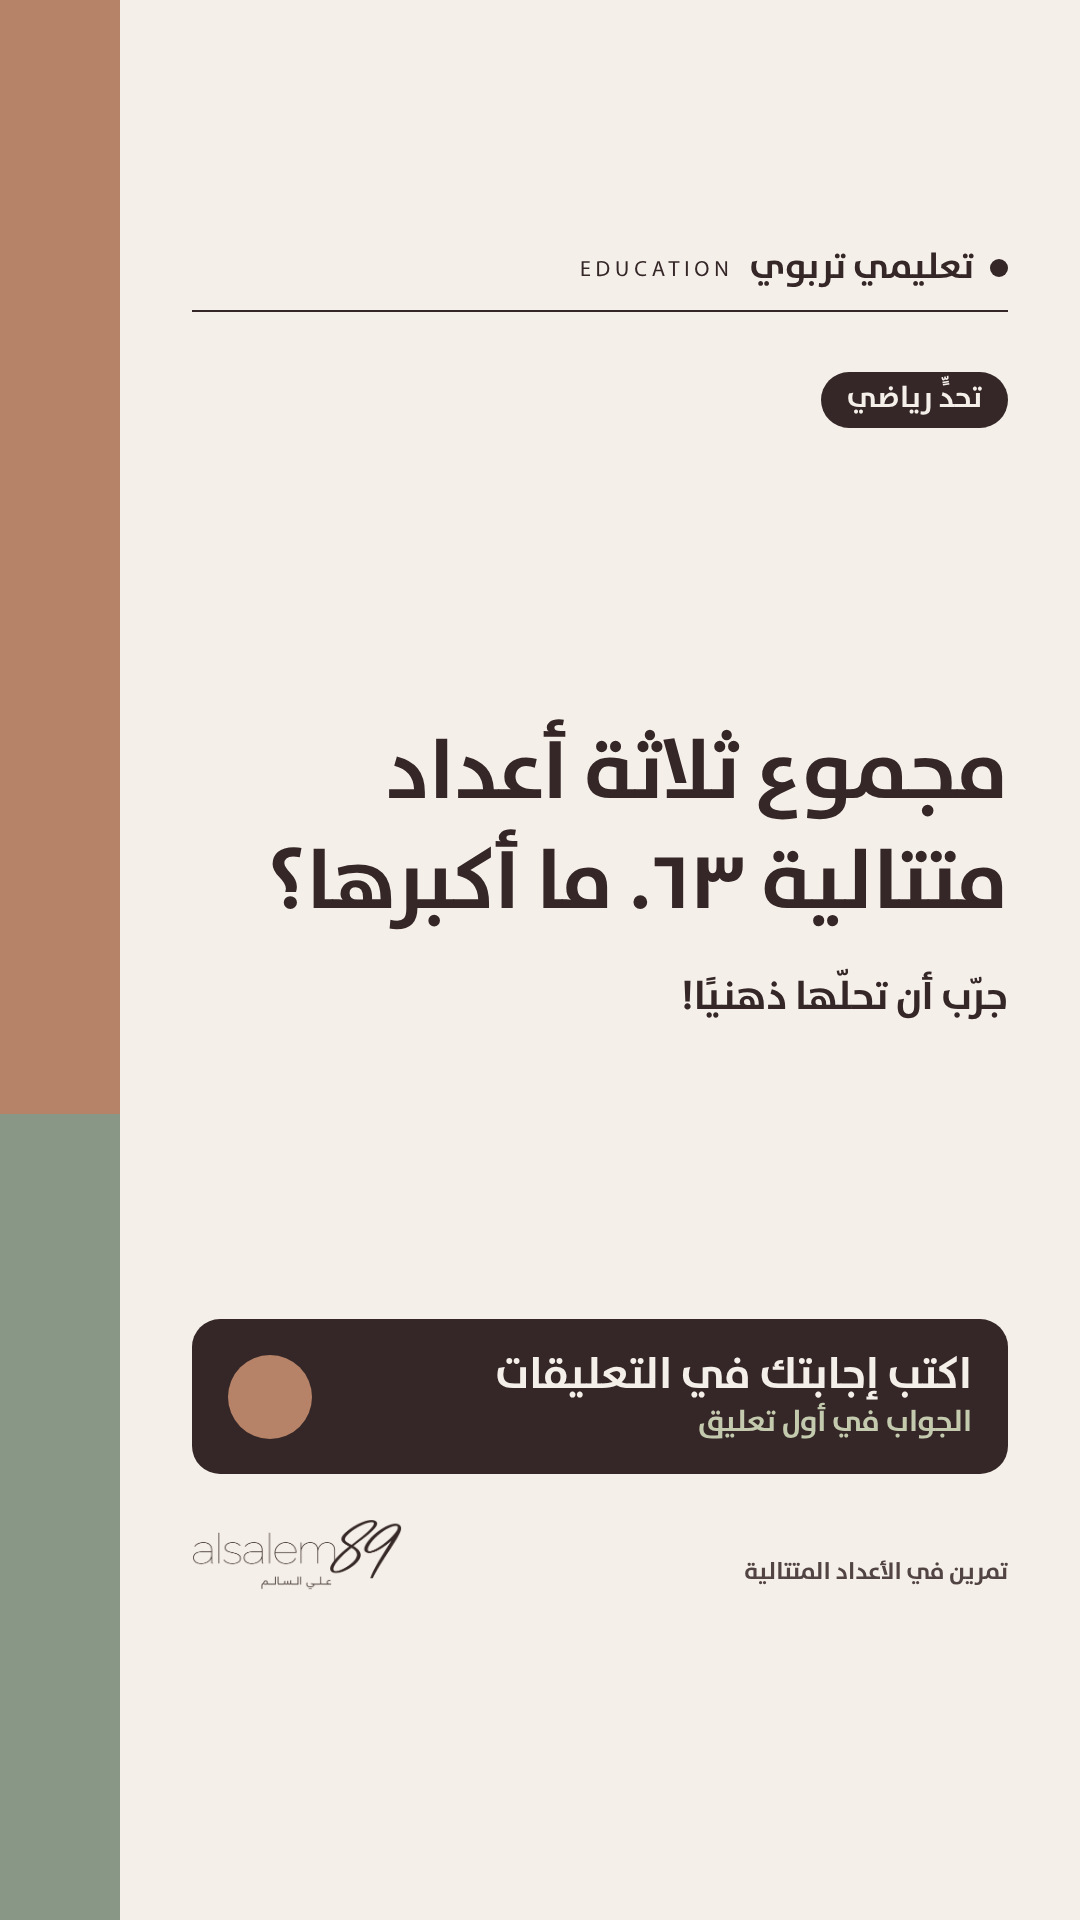 تعليمي تربوي EDUCATION
تحدٍّ رياضي
مجموع ثلاثة أعداد
متتالية ٦٣. ما أكبرها؟
جرّب أن تحلّها ذهنيًا!
اكتب إجابتك في التعليقات
الجواب في أول تعليق
تمرين في الأعداد المتتالية
alsalem89
علي السالم